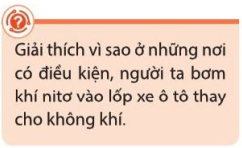 ?
Giải thích vì sao ở những nơi
có điều kiện, người ta bơm
khí nitơ vào lốp xe ô tô thay
cho không khí.